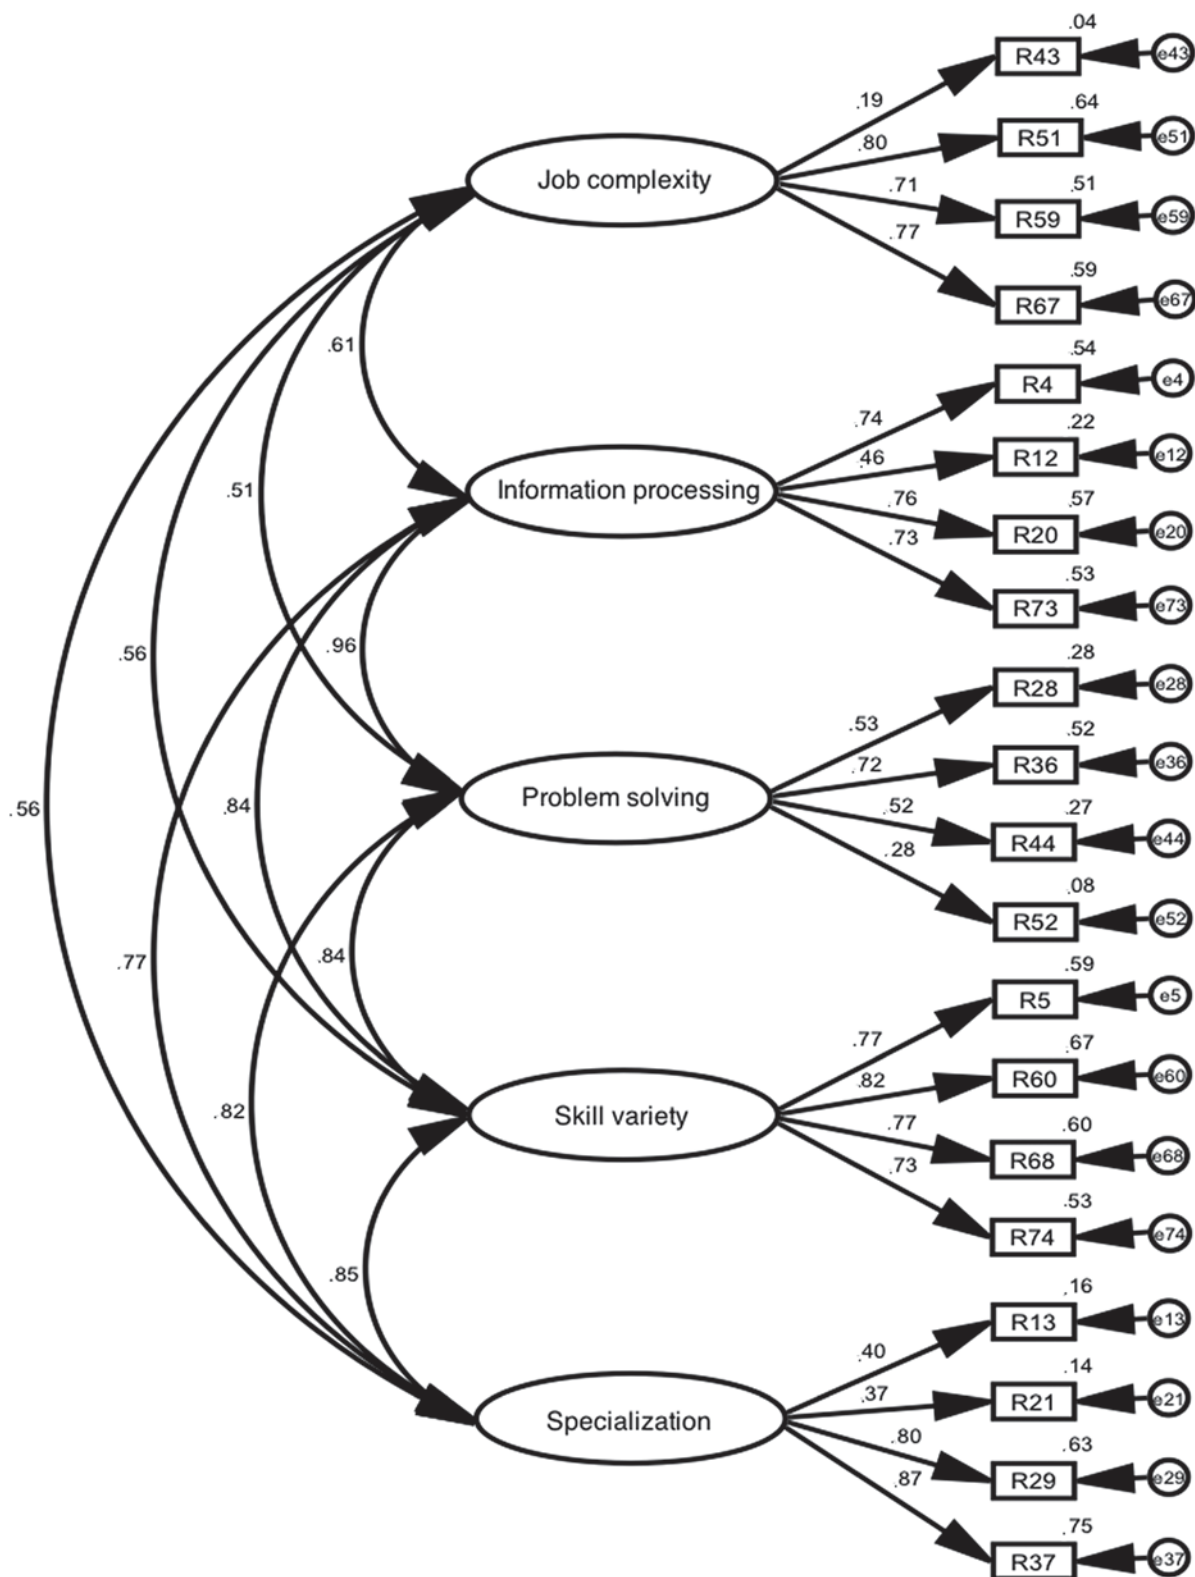 .04
R43
e43
.19
.64
.80
R51
e51
Job complexity
.71
.51
R59
e59
.77
.59
R67
e67
.61
.54
R4
e4
.74
.22
.46
R12
e12
Information processing
.51
.76
.57
R20
e20
.73
.53
R73
e73
.96
.56
.28
R28
e28
.53
.52
.72
R36
e36
Problem solving
.56
.84
.52
.27
R44
e44
.28
.08
R52
e52
.84
.77
.59
R5
e5
.77
.67
.82
R60
e60
.82
Skill variety
.77
.60
R68
e68
.73
.53
R74
e74
.85
.16
R13
e13
.40
.14
.37
R21
e21
Specialization
.80
.63
R29
e29
.87
.75
R37
e37